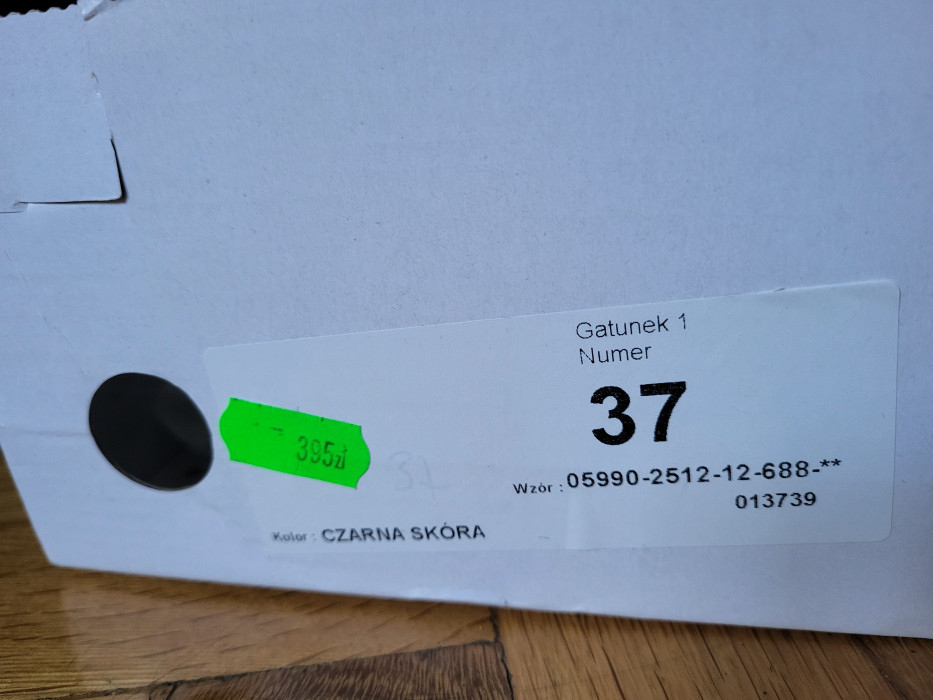 Gatunek 1
Numer
37
395zł
37
Wzór : 05990-2512-12-688-**
013739
Kolor : CZARNA SKÓRA